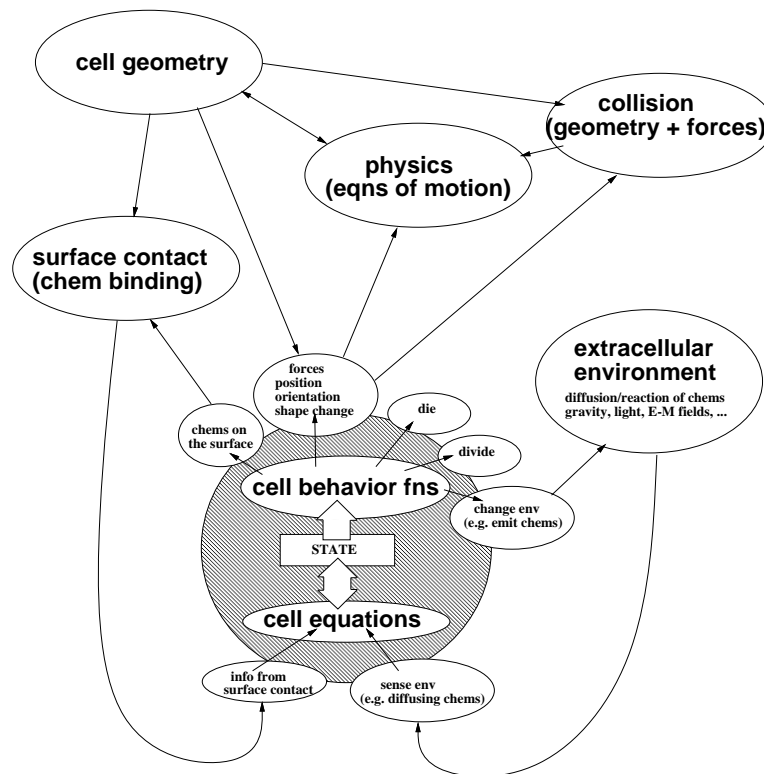 cell geometry
collision
(geometry + forces)
physics
(eqns of motion)
surface contact
(chem binding)
extracellular
environment
diffusion/reaction of chems
gravity, light, E-M fields, ...
forces
position
orientation
shape change
die
chems on
the surface
divide
cell behavior fns
change env
(e.g. emit chems)
STATE
cell equations
info from
surface contact
sense env
(e.g. diffusing chems)